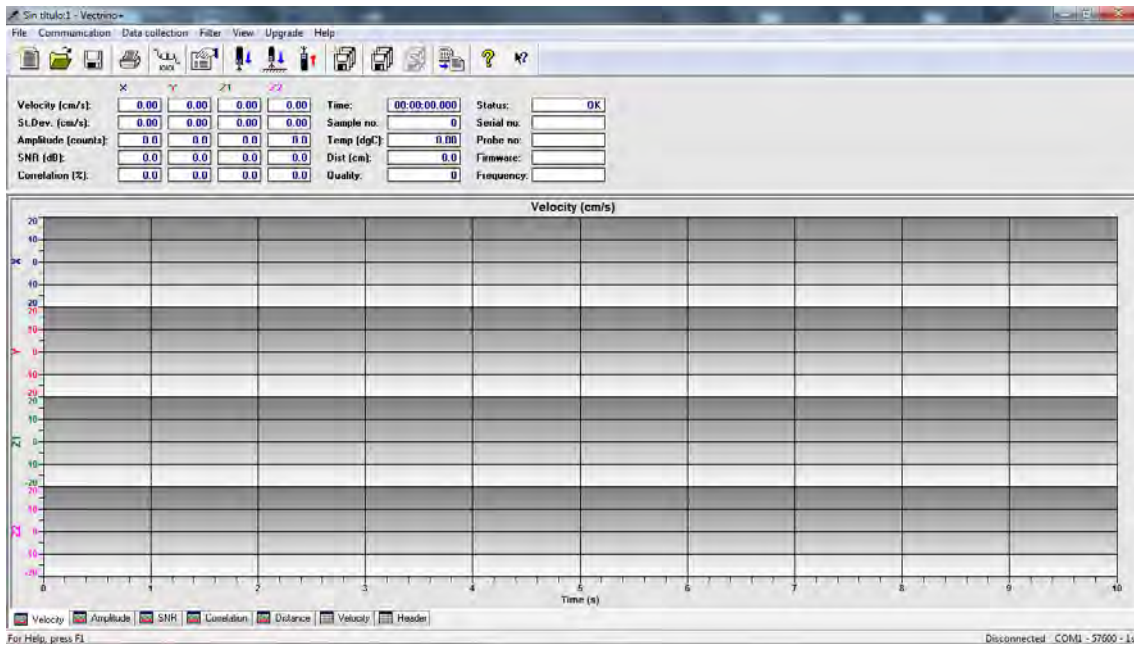 Sin título:1 - Vectrino+
File Communication Data collection Filter View Upgrade Help
X Y Z1 Z2
Velocity (cm/s): 0.00 0.00 0.00 0.00 Time: 00:00:00.000 Status: OK
St.Dev. (cm/s): 0.00 0.00 0.00 0.00 Sample no: 0 Serial no:
Amplitude (counts): 0.0 0.0 0.0 0.0 Temp (dgC): 0.00 Probe no:
SNR (dB): 0.0 0.0 0.0 0.0 Dist (cm): 0.0 Firmware:
Correlation (%): 0.0 0.0 0.0 0.0 Quality: 0 Frequency:
Velocity (cm/s)
20
10
X 0
-10
-20
20
10
Y 0
-10
-20
20
10
Z1 0
-10
-20
20
10
Z2 0
-10
-20
0 1 2 3 4 5 6 7 8 9 10
Time (s)
Velocity Amplitude SNR Correlation Distance Velocity Header
For Help, press F1 Disconnected COM1 - 57600 - 1s